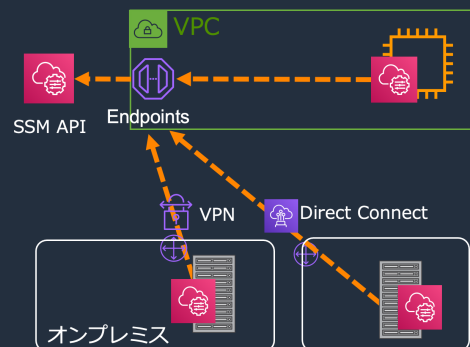 VPC
SSM API
Endpoints
VPN
Direct Connect
オンプレミス